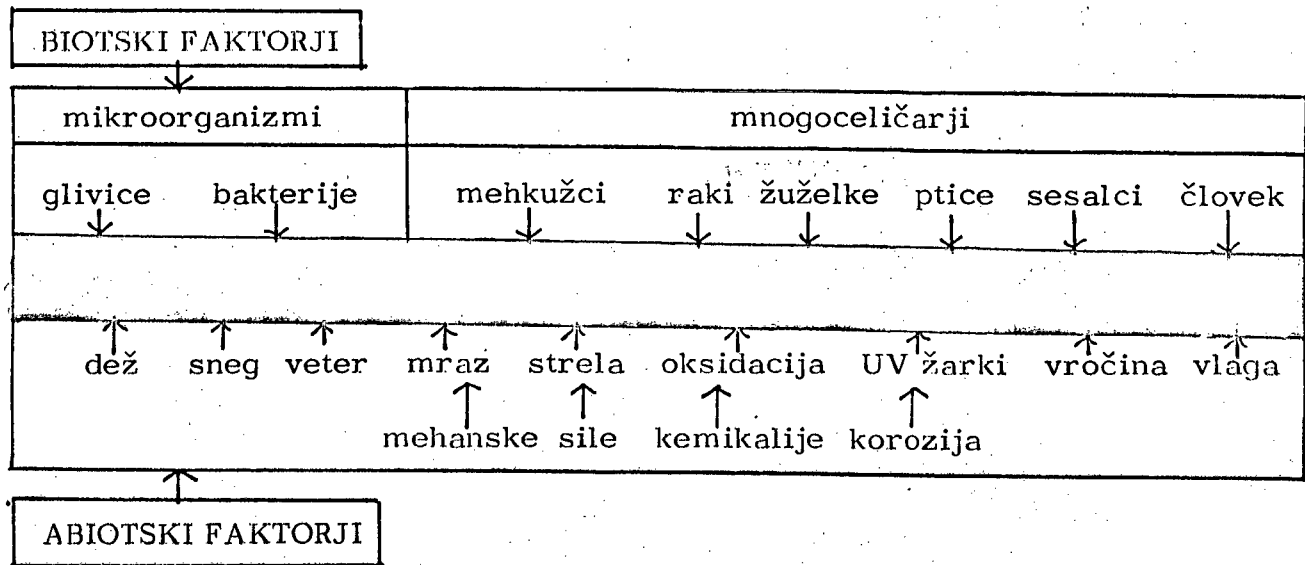 BIOTSKI FAKTORJI
mikroorganizmi mnogoceličarji
glivice bakterije mehkužci raki žuželke ptice sesalci človek
dež sneg veter mraz strela oksidacija UV žarki vročina vlaga
mehanske sile kemikalije korozija
ABIOTSKI FAKTORJI